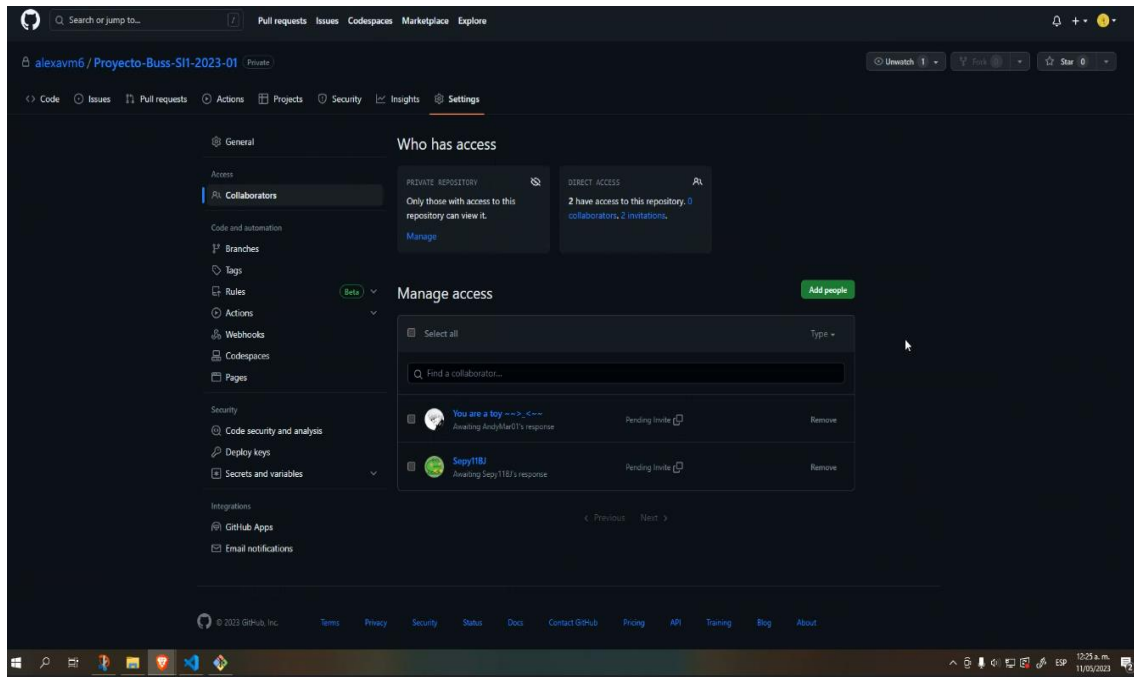 Search or jump to... /
Pull requests Issues Codespaces Marketplace Explore
alexavm6 / Proyecto-Buss-SI1-2023-01 Private
Unwatch 1 Fork 0 Star 0
Code Issues Pull requests Actions Projects Security Insights Settings
General
Access
Collaborators
Code and automation
Branches
Tags
Rules Beta
Actions
Webhooks
Codespaces
Pages
Security
Code security and analysis
Deploy keys
Secrets and variables
Integrations
GitHub Apps
Email notifications
Who has access
PRIVATE REPOSITORY
Only those with access to this
repository can view it.
Manage
DIRECT ACCESS
2 have access to this repository. 0
collaborators. 2 invitations.
Manage access
Add people
Select all Type
Find a collaborator...
You are a toy ~~>_<~~
Awaiting AndyMar01's response
Pending Invite
Remove
Sepy118J
Awaiting Sepy118J's response
Pending Invite
Remove
< Previous Next >
© 2023 GitHub, Inc. Terms Privacy Security Status Docs Contact GitHub Pricing API Training Blog About
ESP
12:25 a. m.
11/05/2023